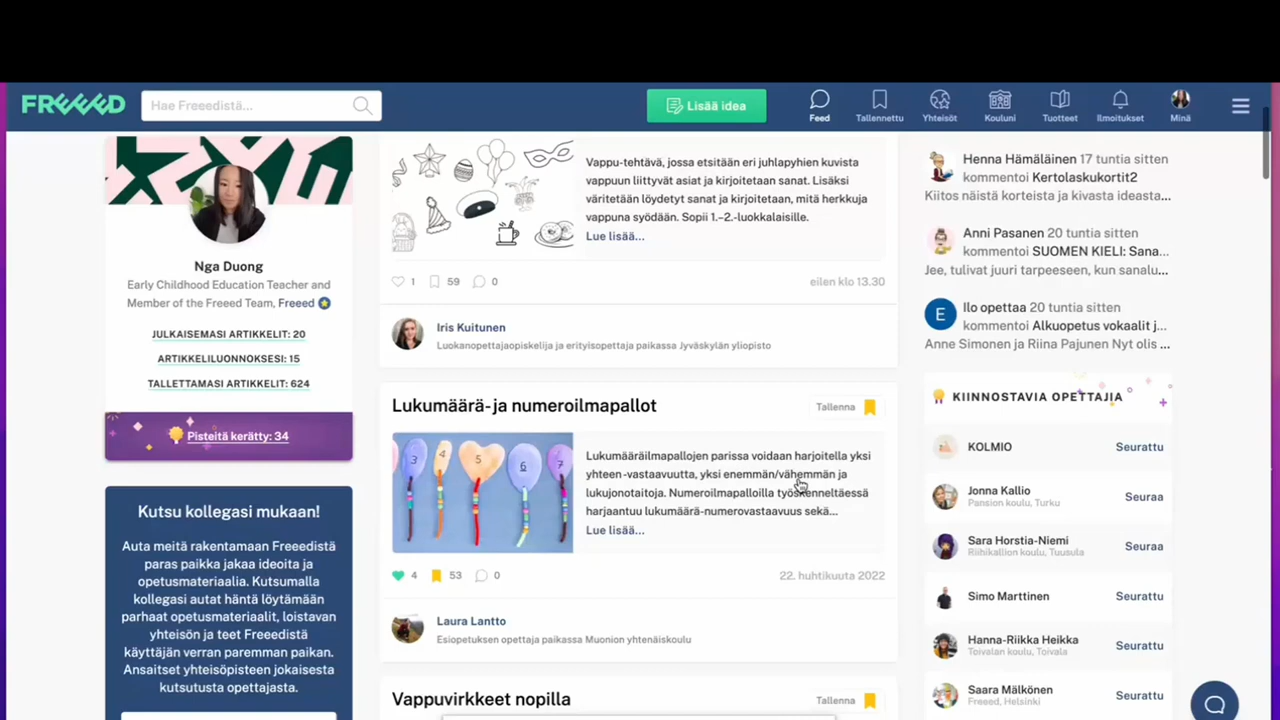 FREEED
Hae Freeedistä...
Lisää idea
Feed
Tallennettu
Yhteisöt
Kouluni
Tuotteet
Ilmoitukset
Minä
Nga Duong
Early Childhood Education Teacher and
Member of the Freeed Team, Freeed
JULKAISEMASI ARTIKKELIT: 20
ARTIKKELILUONNOKSESI: 15
TALLETTAMASI ARTIKKELIT: 624
Pisteitä kerätty: 34
Kutsu kollegasi mukaan!
Auta meitä rakentamaan Freeedistä
paras paikka jakaa ideoita ja
opetusmateriaalia. Kutsumalla
kollegasi autat häntä löytämään
parhaat opetusmateriaalit, loistavan
yhteisön ja teet Freeedistä
käyttäjän verran paremman paikan.
Ansaitset yhteisöpisteen jokaisesta
kutsutusta opettajasta.
Vappu-tehtävä, jossa etsitään eri juhlapyhien kuvista
vappuun liittyvät asiat ja kirjoitetaan sanat. Lisäksi
väritetään löydetyt sanat ja kirjoitetaan, mitä herkkuja
vappuna syödään. Sopii 1.–2.-luokkalaisille.
Lue lisää...
1 59 0
eilen klo 13.30
Iris Kuitunen
Luokanopettajaopiskelija ja erityisopettaja paikassa Jyväskylän yliopisto
Lukumäärä- ja numeroilmapallot
Tallenna
3 4 5 6 7
Lukumääräilmapallojen parissa voidaan harjoitella yksi
yhteen -vastaavuutta, yksi enemmän/vähemmän ja
lukujonotaitoja. Numeroilmapalloilla työskenneltäessä
harjaantuu lukumäärä-numerovastaavuus sekä...
Lue lisää...
4 53 0
22. huhtikuuta 2022
Laura Lantto
Esiopetuksen opettaja paikassa Muonion yhtenäiskoulu
Vappuvirkkeet nopilla
Tallenna
Henna Hämäläinen 17 tuntia sitten
kommentoi Kertolaskukortit2
Kiitos näistä korteista ja kivasta ideasta...
Anni Pasanen 20 tuntia sitten
kommentoi SUOMEN KIELI: Sana...
Jee, tulivat juuri tarpeeseen, kun sanalu...
E
Ilo opettaa 20 tuntia sitten
kommentoi Alkuopetus vokaalit j...
Anne Simonen ja Riina Pajunen Nyt olis ...
KIINNOSTAVIA OPETTAJIA
KOLMIO
Seurattu
Jonna Kallio
Pansion koulu, Turku
Seuraa
Sara Horstia-Niemi
Riihikallion koulu, Tuusula
Seuraa
Simo Marttinen
Seurattu
Hanna-Riikka Heikka
Toivalan koulu, Toivala
Seurattu
Saara Mälkönen
Freeed, Helsinki
Seurattu